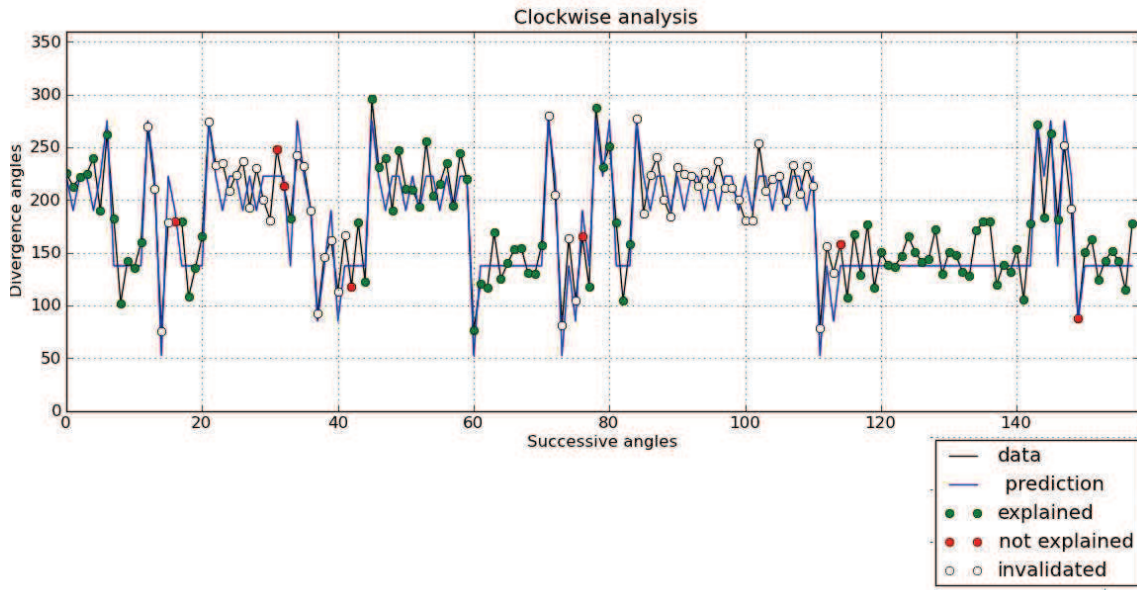 Clockwise analysis
350
300
250
200
150
100
50
0
Divergence angles
0 20 40 60 80 100 120 140
Successive angles
data
prediction
explained
not explained
invalidated